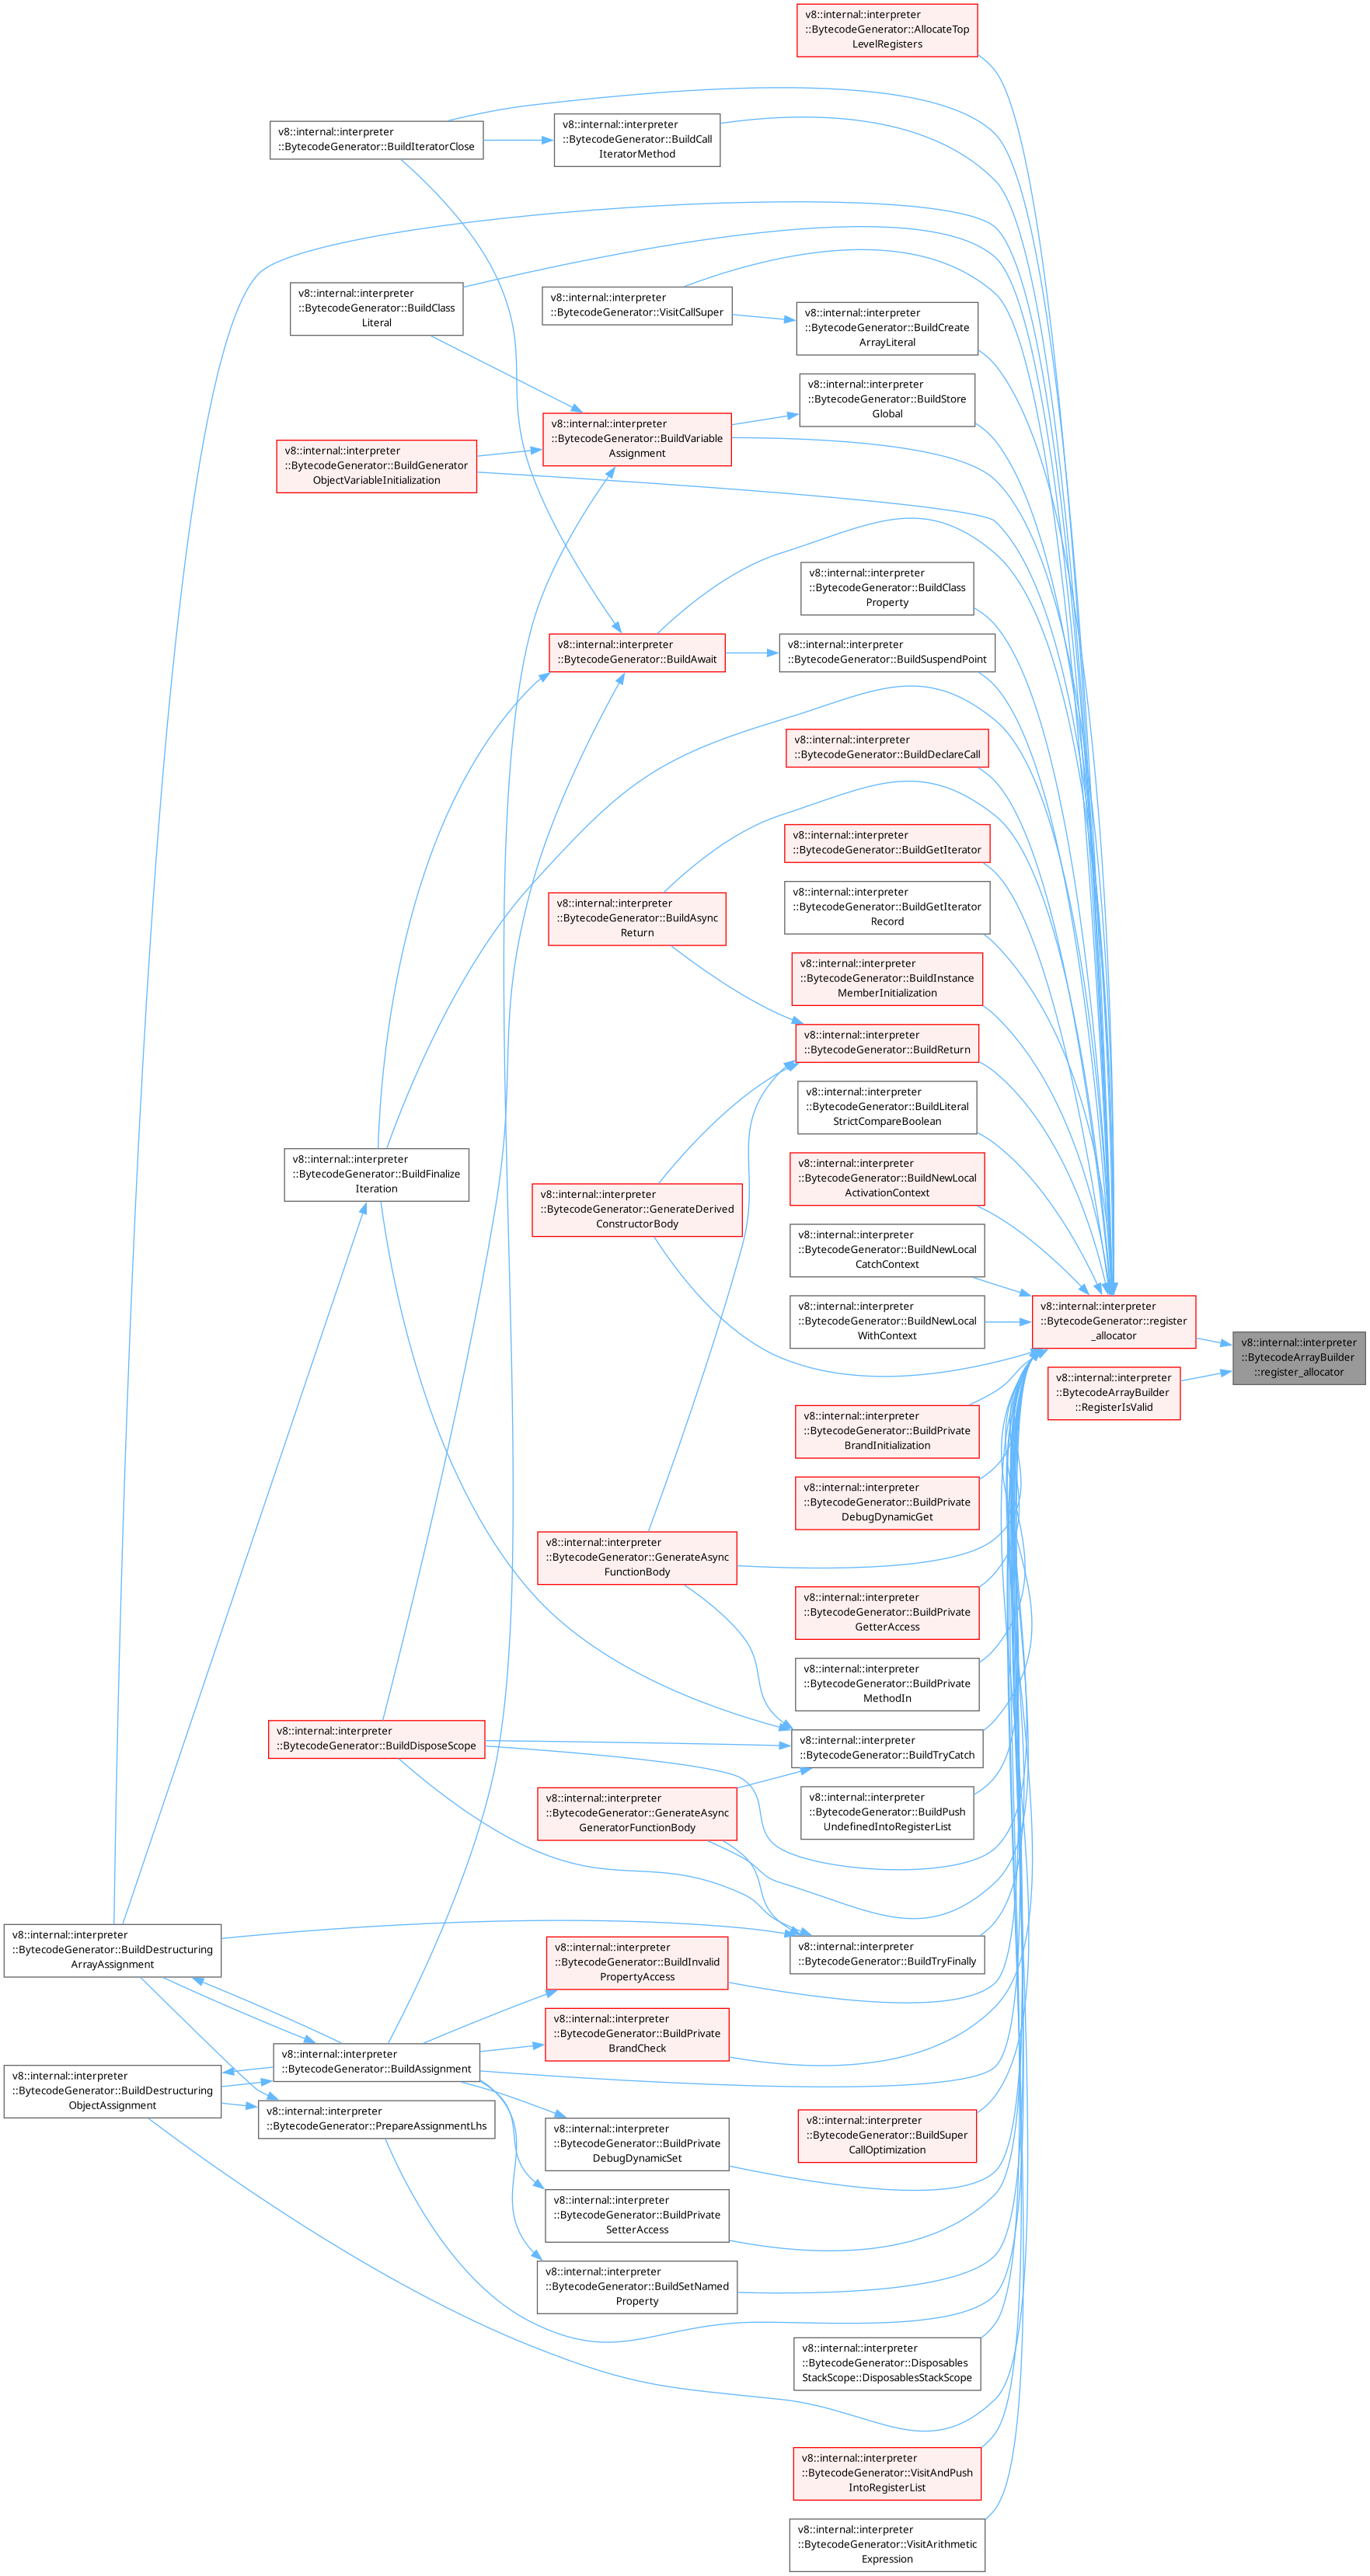 v8::internal::interpreter
::BytecodeGenerator::AllocateTop
LevelRegisters
v8::internal::interpreter
::BytecodeGenerator::BuildIteratorClose
v8::internal::interpreter
::BytecodeGenerator::BuildCall
IteratorMethod
v8::internal::interpreter
::BytecodeGenerator::BuildClass
Literal
v8::internal::interpreter
::BytecodeGenerator::VisitCallSuper
v8::internal::interpreter
::BytecodeGenerator::BuildCreate
ArrayLiteral
v8::internal::interpreter
::BytecodeGenerator::BuildStore
Global
v8::internal::interpreter
::BytecodeGenerator::BuildVariable
Assignment
v8::internal::interpreter
::BytecodeGenerator::BuildGenerator
ObjectVariableInitialization
v8::internal::interpreter
::BytecodeGenerator::BuildClass
Property
v8::internal::interpreter
::BytecodeGenerator::BuildAwait
v8::internal::interpreter
::BytecodeGenerator::BuildSuspendPoint
v8::internal::interpreter
::BytecodeGenerator::BuildDeclareCall
v8::internal::interpreter
::BytecodeGenerator::BuildGetIterator
v8::internal::interpreter
::BytecodeGenerator::BuildGetIterator
Record
v8::internal::interpreter
::BytecodeGenerator::BuildAsync
Return
v8::internal::interpreter
::BytecodeGenerator::BuildInstance
MemberInitialization
v8::internal::interpreter
::BytecodeGenerator::BuildReturn
v8::internal::interpreter
::BytecodeGenerator::BuildLiteral
StrictCompareBoolean
v8::internal::interpreter
::BytecodeGenerator::BuildFinalize
Iteration
v8::internal::interpreter
::BytecodeGenerator::BuildNewLocal
ActivationContext
v8::internal::interpreter
::BytecodeGenerator::GenerateDerived
ConstructorBody
v8::internal::interpreter
::BytecodeGenerator::BuildNewLocal
CatchContext
v8::internal::interpreter
::BytecodeGenerator::BuildNewLocal
WithContext
v8::internal::interpreter
::BytecodeGenerator::register
_allocator
v8::internal::interpreter
::BytecodeArrayBuilder
::register_allocator
v8::internal::interpreter
::BytecodeArrayBuilder
::RegisterIsValid
v8::internal::interpreter
::BytecodeGenerator::BuildPrivate
BrandInitialization
v8::internal::interpreter
::BytecodeGenerator::BuildPrivate
DebugDynamicGet
v8::internal::interpreter
::BytecodeGenerator::GenerateAsync
FunctionBody
v8::internal::interpreter
::BytecodeGenerator::BuildPrivate
GetterAccess
v8::internal::interpreter
::BytecodeGenerator::BuildPrivate
MethodIn
v8::internal::interpreter
::BytecodeGenerator::BuildDisposeScope
v8::internal::interpreter
::BytecodeGenerator::BuildTryCatch
v8::internal::interpreter
::BytecodeGenerator::GenerateAsync
GeneratorFunctionBody
v8::internal::interpreter
::BytecodeGenerator::BuildPush
UndefinedIntoRegisterList
v8::internal::interpreter
::BytecodeGenerator::BuildDestructuring
ArrayAssignment
v8::internal::interpreter
::BytecodeGenerator::BuildInvalid
PropertyAccess
v8::internal::interpreter
::BytecodeGenerator::BuildTryFinally
v8::internal::interpreter
::BytecodeGenerator::BuildPrivate
BrandCheck
v8::internal::interpreter
::BytecodeGenerator::BuildAssignment
v8::internal::interpreter
::BytecodeGenerator::BuildDestructuring
ObjectAssignment
v8::internal::interpreter
::BytecodeGenerator::PrepareAssignmentLhs
v8::internal::interpreter
::BytecodeGenerator::BuildPrivate
DebugDynamicSet
v8::internal::interpreter
::BytecodeGenerator::BuildSuper
CallOptimization
v8::internal::interpreter
::BytecodeGenerator::BuildPrivate
SetterAccess
v8::internal::interpreter
::BytecodeGenerator::BuildSetNamed
Property
v8::internal::interpreter
::BytecodeGenerator::Disposables
StackScope::DisposablesStackScope
v8::internal::interpreter
::BytecodeGenerator::VisitAndPush
IntoRegisterList
v8::internal::interpreter
::BytecodeGenerator::VisitArithmetic
Expression